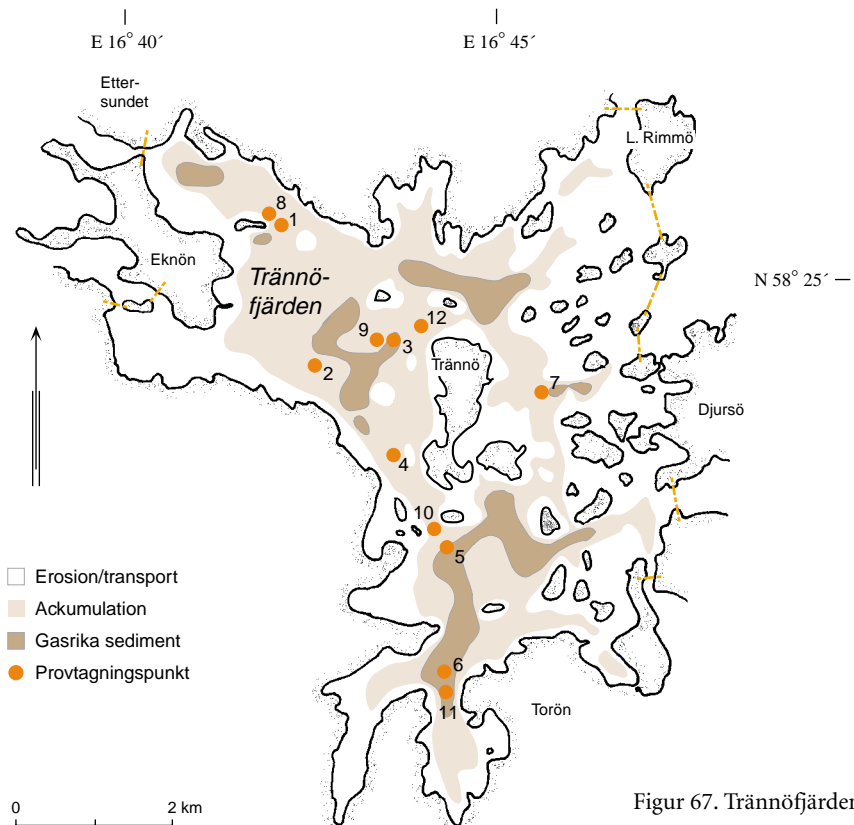 E 16° 40´
E 16° 45´
Etter-
sundet
L. Rimmö
8
1
Eknön
Trännö-
fjärden
N 58° 25´
12
9
3
Trännö
2
7
Djursö
4
10
5
Erosion/transport
Ackumulation
Gasrika sediment
Provtagningspunkt
6
11
Torön
0
2 km
Figur 67. Trännöfjärden